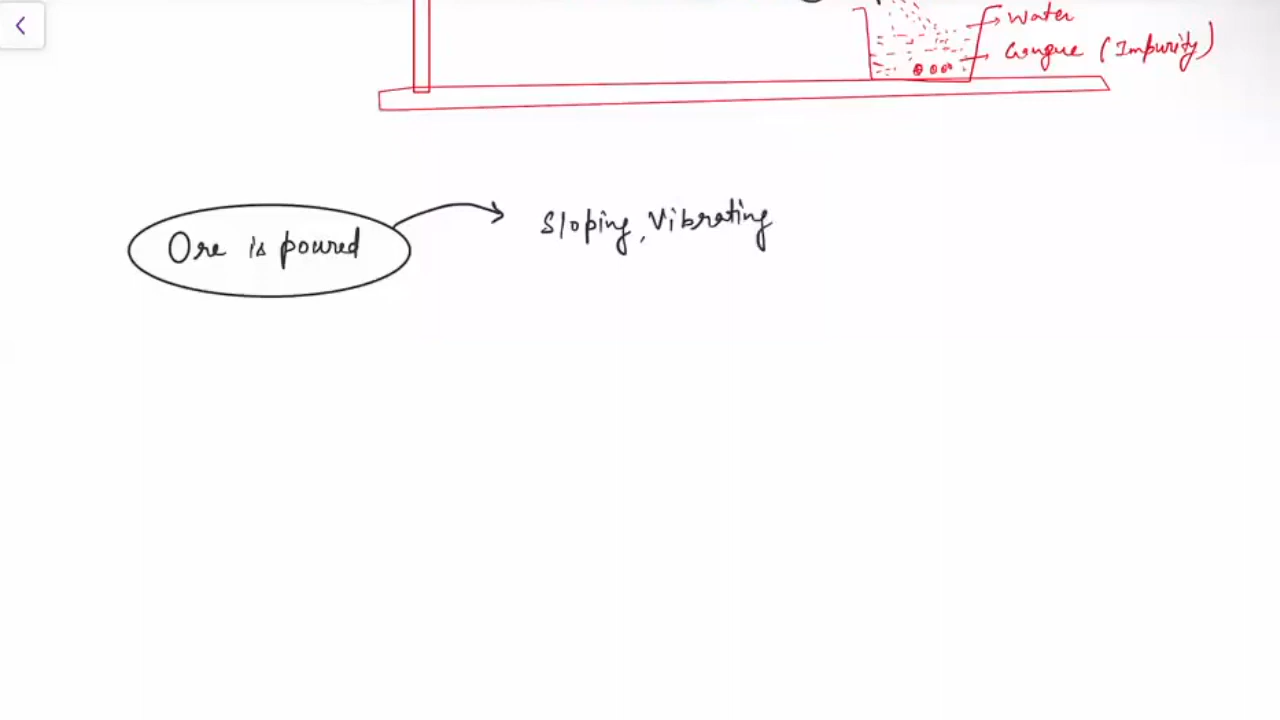 Water
Gangue (Impurity)
Ore is poured
Sloping, Vibrating